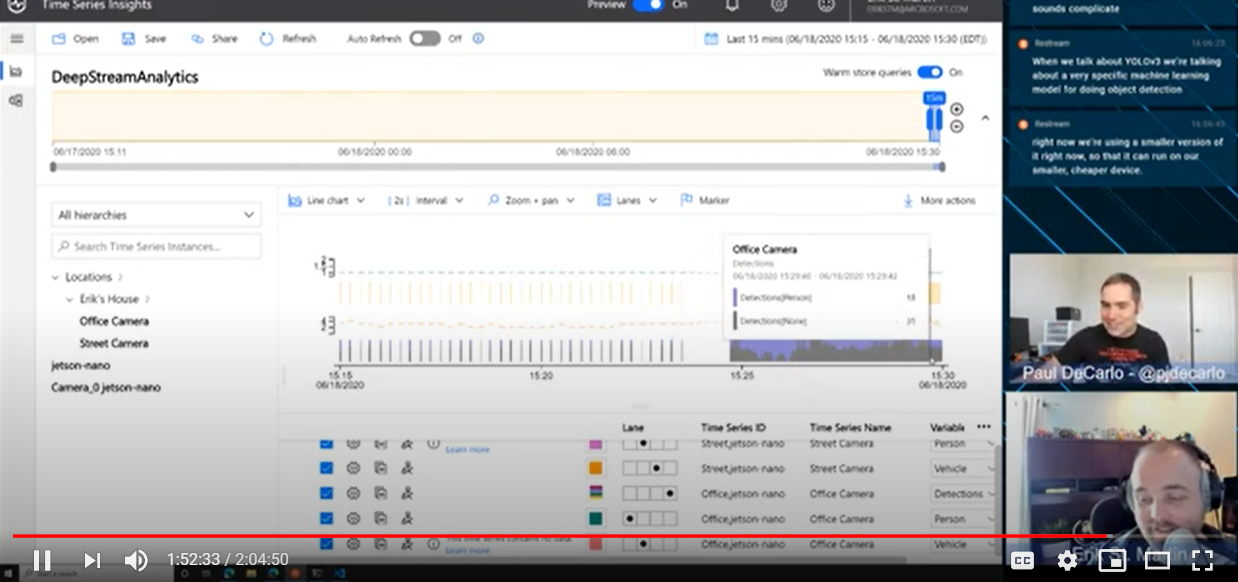 Time Series Insights
Preview
On
Open
Save
Share
Refresh
Auto Refresh
Off
Last 15 mins (06/18/2020 15:15 - 06/18/2020 15:30 (EDT))
DeepStreamAnalytics
Warm store queries
On
15m
06/17/2020 15:11
06/18/2020 00:00
06/18/2020 06:00
06/18/2020 15:30
All hierarchies
Search Time Series Instances...
Locations 2
Erik's House 2
Office Camera
Street Camera
jetson-nano
Camera_0 jetson-nano
Line chart
[ 2s ] Interval
Zoom + pan
Lanes
Marker
More actions
Office Camera
Detections
06/18/2020 15:29:40 - 06/18/2020 15:29:42
Detections[Person]
Detections[None]
15:15
06/18/2020
15:20
15:25
15:30
06/18/2020
Lane
Time Series ID
Time Series Name
Variable
Learn more
Street,jetson-nano
Street Camera
Person
Street,jetson-nano
Street Camera
Vehicle
Office,jetson-nano
Office Camera
Detections
Office,jetson-nano
Office Camera
Person
This time series contains no data.
Learn more
Office,jetson-nano
Office Camera
Vehicle
sounds complicate
Restream
16:06:23
When we talk about YOLOv3 we're talking
about a very specific machine learning
model for doing object detection
Restream
right now we're using a smaller version of
it right now, so that it can run on our
smaller, cheaper device.
Paul DeCarlo - @pjdecarlo
Erik St. Martin
1:52:33 / 2:04:50
CC